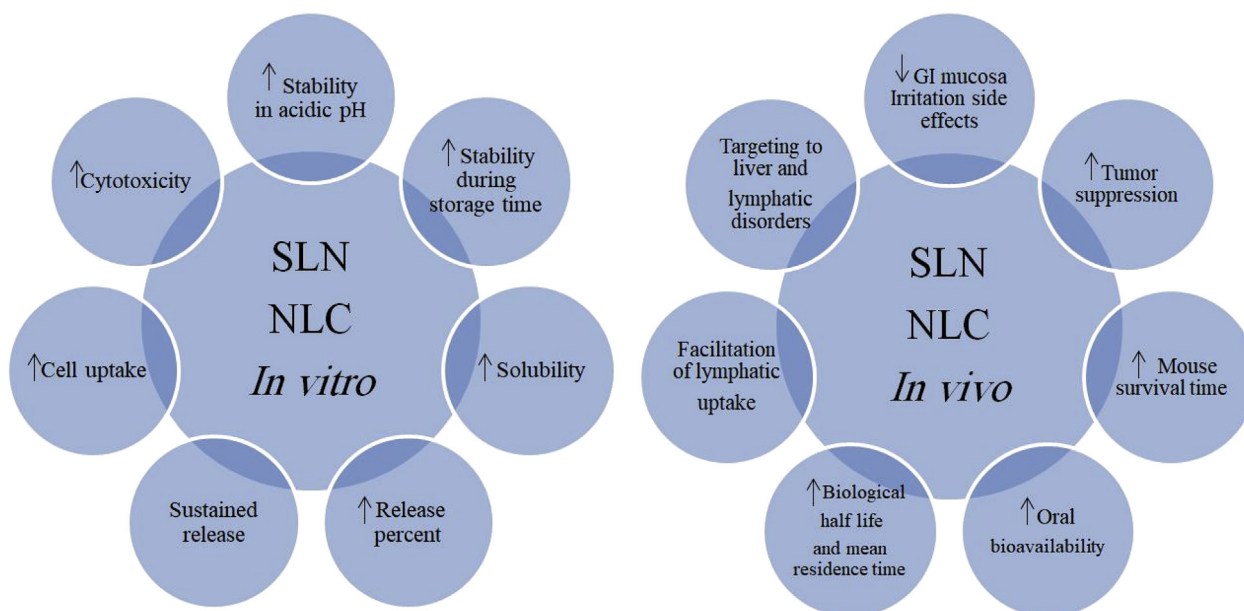 SLN
NLC
In vitro
↑ Stability
in acidic pH
↑ Stability
during
storage time
↑ Solubility
↑ Release
percent
Sustained
release
↑Cell uptake
↑Cytotoxicity
SLN
NLC
In vivo
↓ GI mucosa
Irritation side
effects
↑Tumor
suppression
↑ Mouse
survival time
↑ Oral
bioavailability
↑Biological
half life
and mean
residence time
Facilitation
of lymphatic
uptake
Targeting to
liver and
lymphatic
disorders